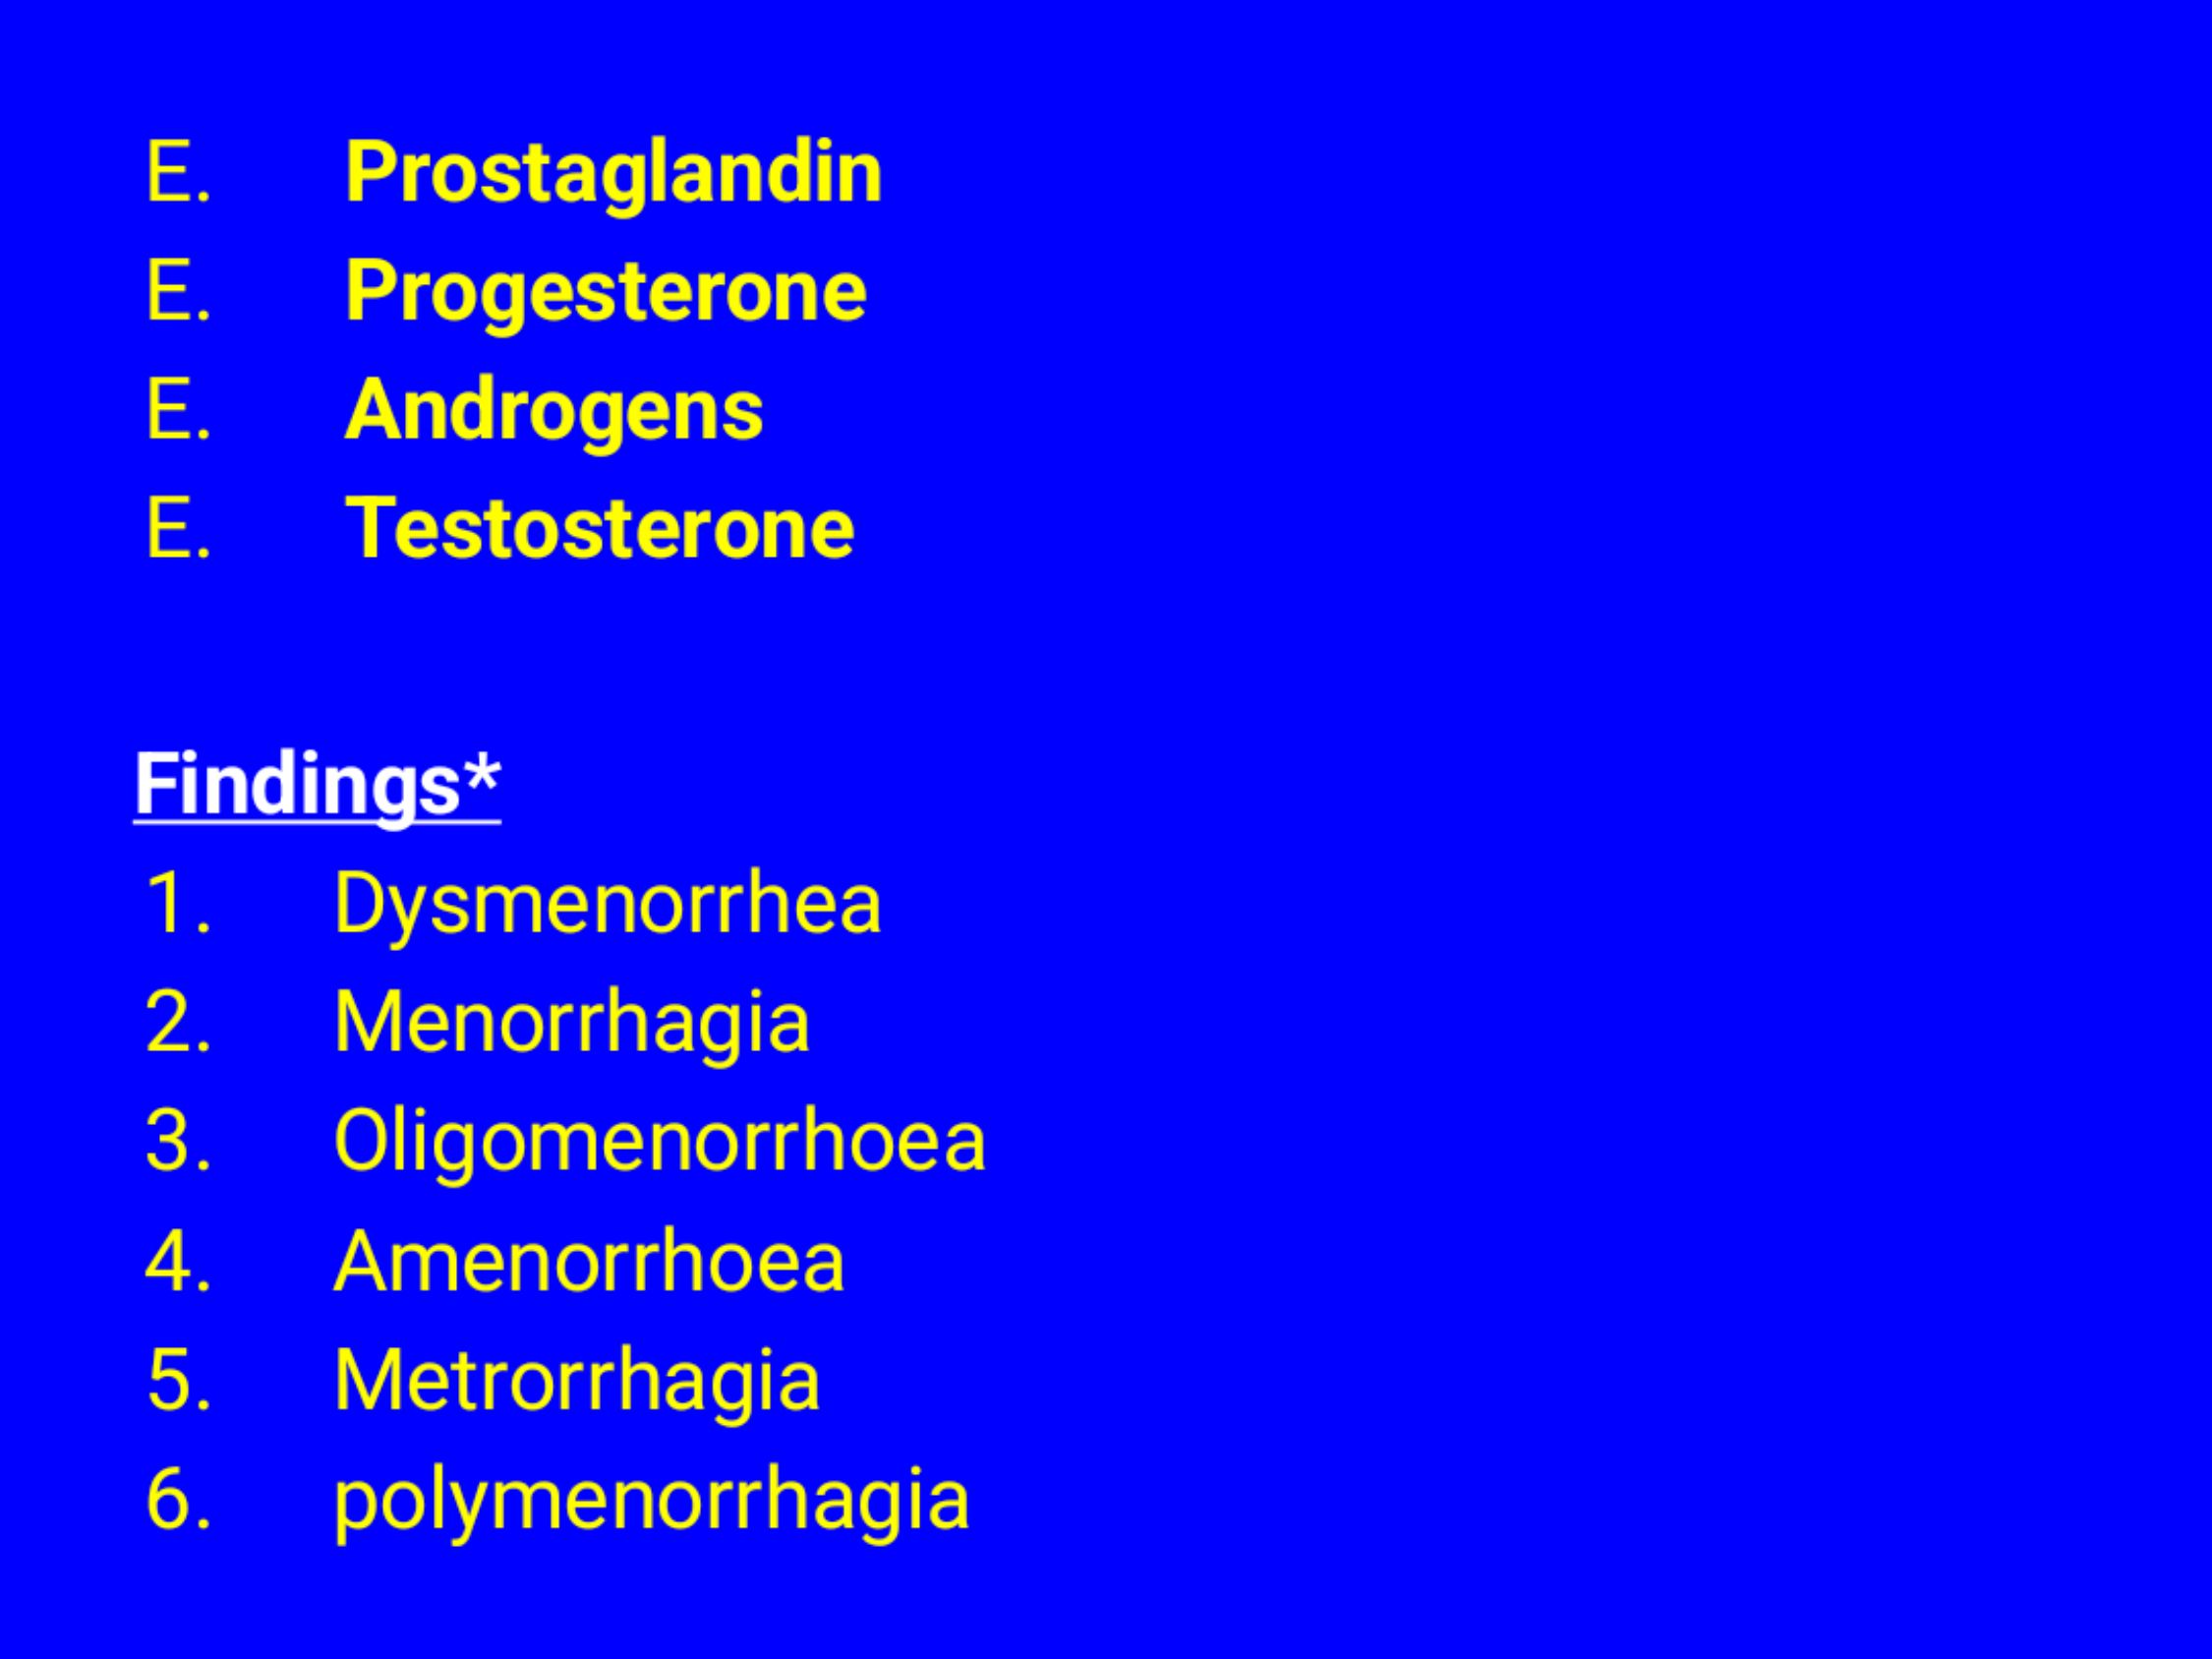 E. Prostaglandin
E. Progesterone
E. Androgens
E. Testosterone
Findings*
1. Dysmenorrhea
2. Menorrhagia
3. Oligomenorrhoea
4. Amenorrhoea
5. Metrorrhagia
6. polymenorrhagia